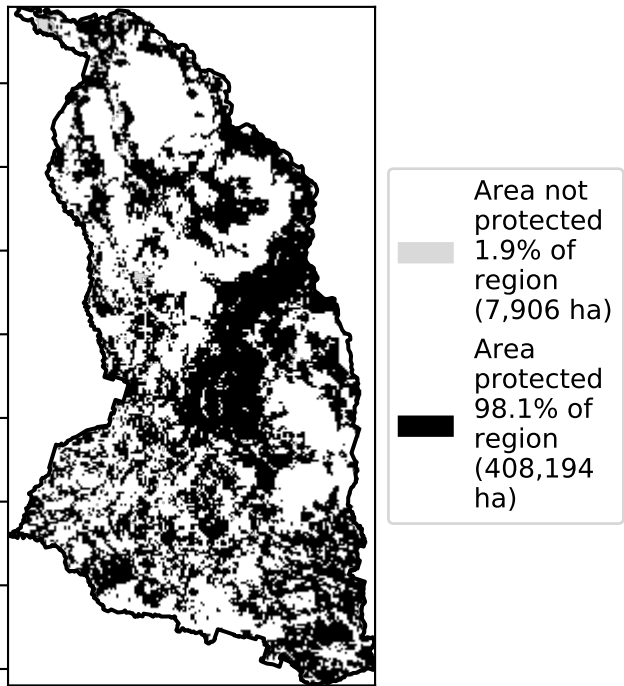 Area not
protected
1.9% of
region
(7,906 ha)
Area
protected
98.1% of
region
(408,194
ha)